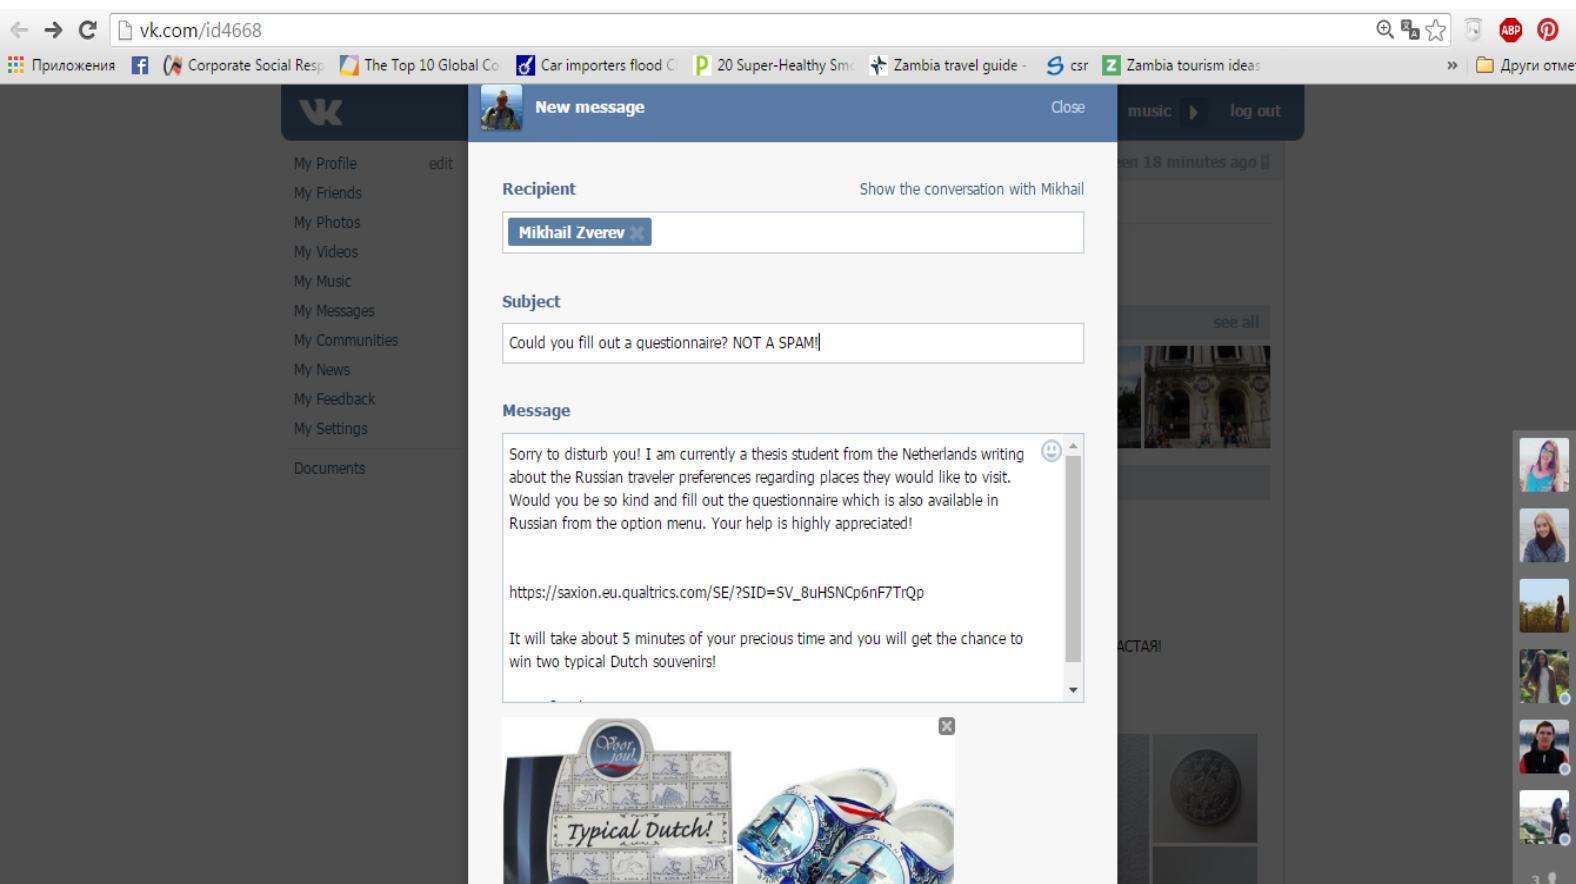 vk.com/id4668
Приложения
Corporate Social Resp
The Top 10 Global Co
Car importers flood C
20 Super-Healthy Smo
Zambia travel guide -
csr
Zambia tourism ideas
»
Други отме
ABP
New message
Close
music
log out
My Profile
edit
My Friends
My Photos
My Videos
My Music
My Messages
My Communities
My News
My Feedback
My Settings
Documents
18 minutes ago
see all
Recipient
Show the conversation with Mikhail
Mikhail Zverev
Subject
Could you fill out a questionnaire? NOT A SPAM!
Message
Sorry to disturb you! I am currently a thesis student from the Netherlands writing
about the Russian traveler preferences regarding places they would like to visit.
Would you be so kind and fill out the questionnaire which is also available in
Russian from the option menu. Your help is highly appreciated!
https://saxion.eu.qualtrics.com/SE/?SID=SV_8uHSNCp6nF7TrQp
It will take about 5 minutes of your precious time and you will get the chance to
win two typical Dutch souvenirs!
АСТАЯ!
Voor
jou!
Typical Dutch!
HOLLAND
3